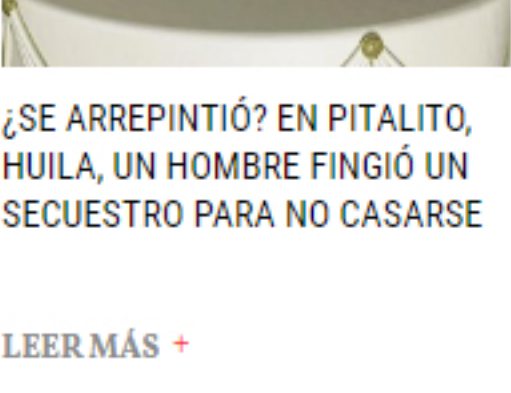 ¿SE ARREPINTIÓ? EN PITALITO,
HUILA, UN HOMBRE FINGIÓ UN
SECUESTRO PARA NO CASARSE
LEER MÁS +